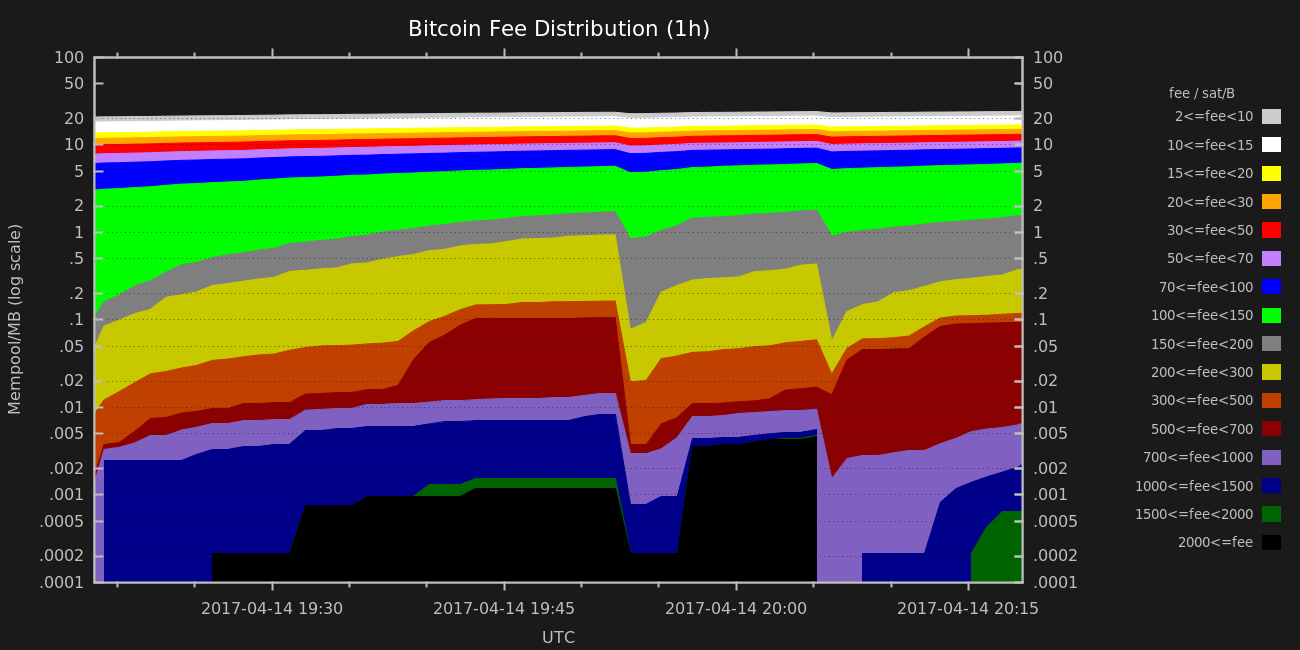 Bitcoin Fee Distribution (1h)
Mempool/MB (log scale)
100
50
20
10
5
2
1
.5
.2
.1
.05
.02
.01
.005
.002
.001
.0005
.0002
.0001
100
50
20
10
5
2
1
.5
.2
.1
.05
.02
.01
.005
.002
.001
.0005
.0002
.0001
2017-04-14 19:30
2017-04-14 19:45
2017-04-14 20:00
2017-04-14 20:15
UTC
fee / sat/B
2<=fee<10
10<=fee<15
15<=fee<20
20<=fee<30
30<=fee<50
50<=fee<70
70<=fee<100
100<=fee<150
150<=fee<200
200<=fee<300
300<=fee<500
500<=fee<700
700<=fee<1000
1000<=fee<1500
1500<=fee<2000
2000<=fee